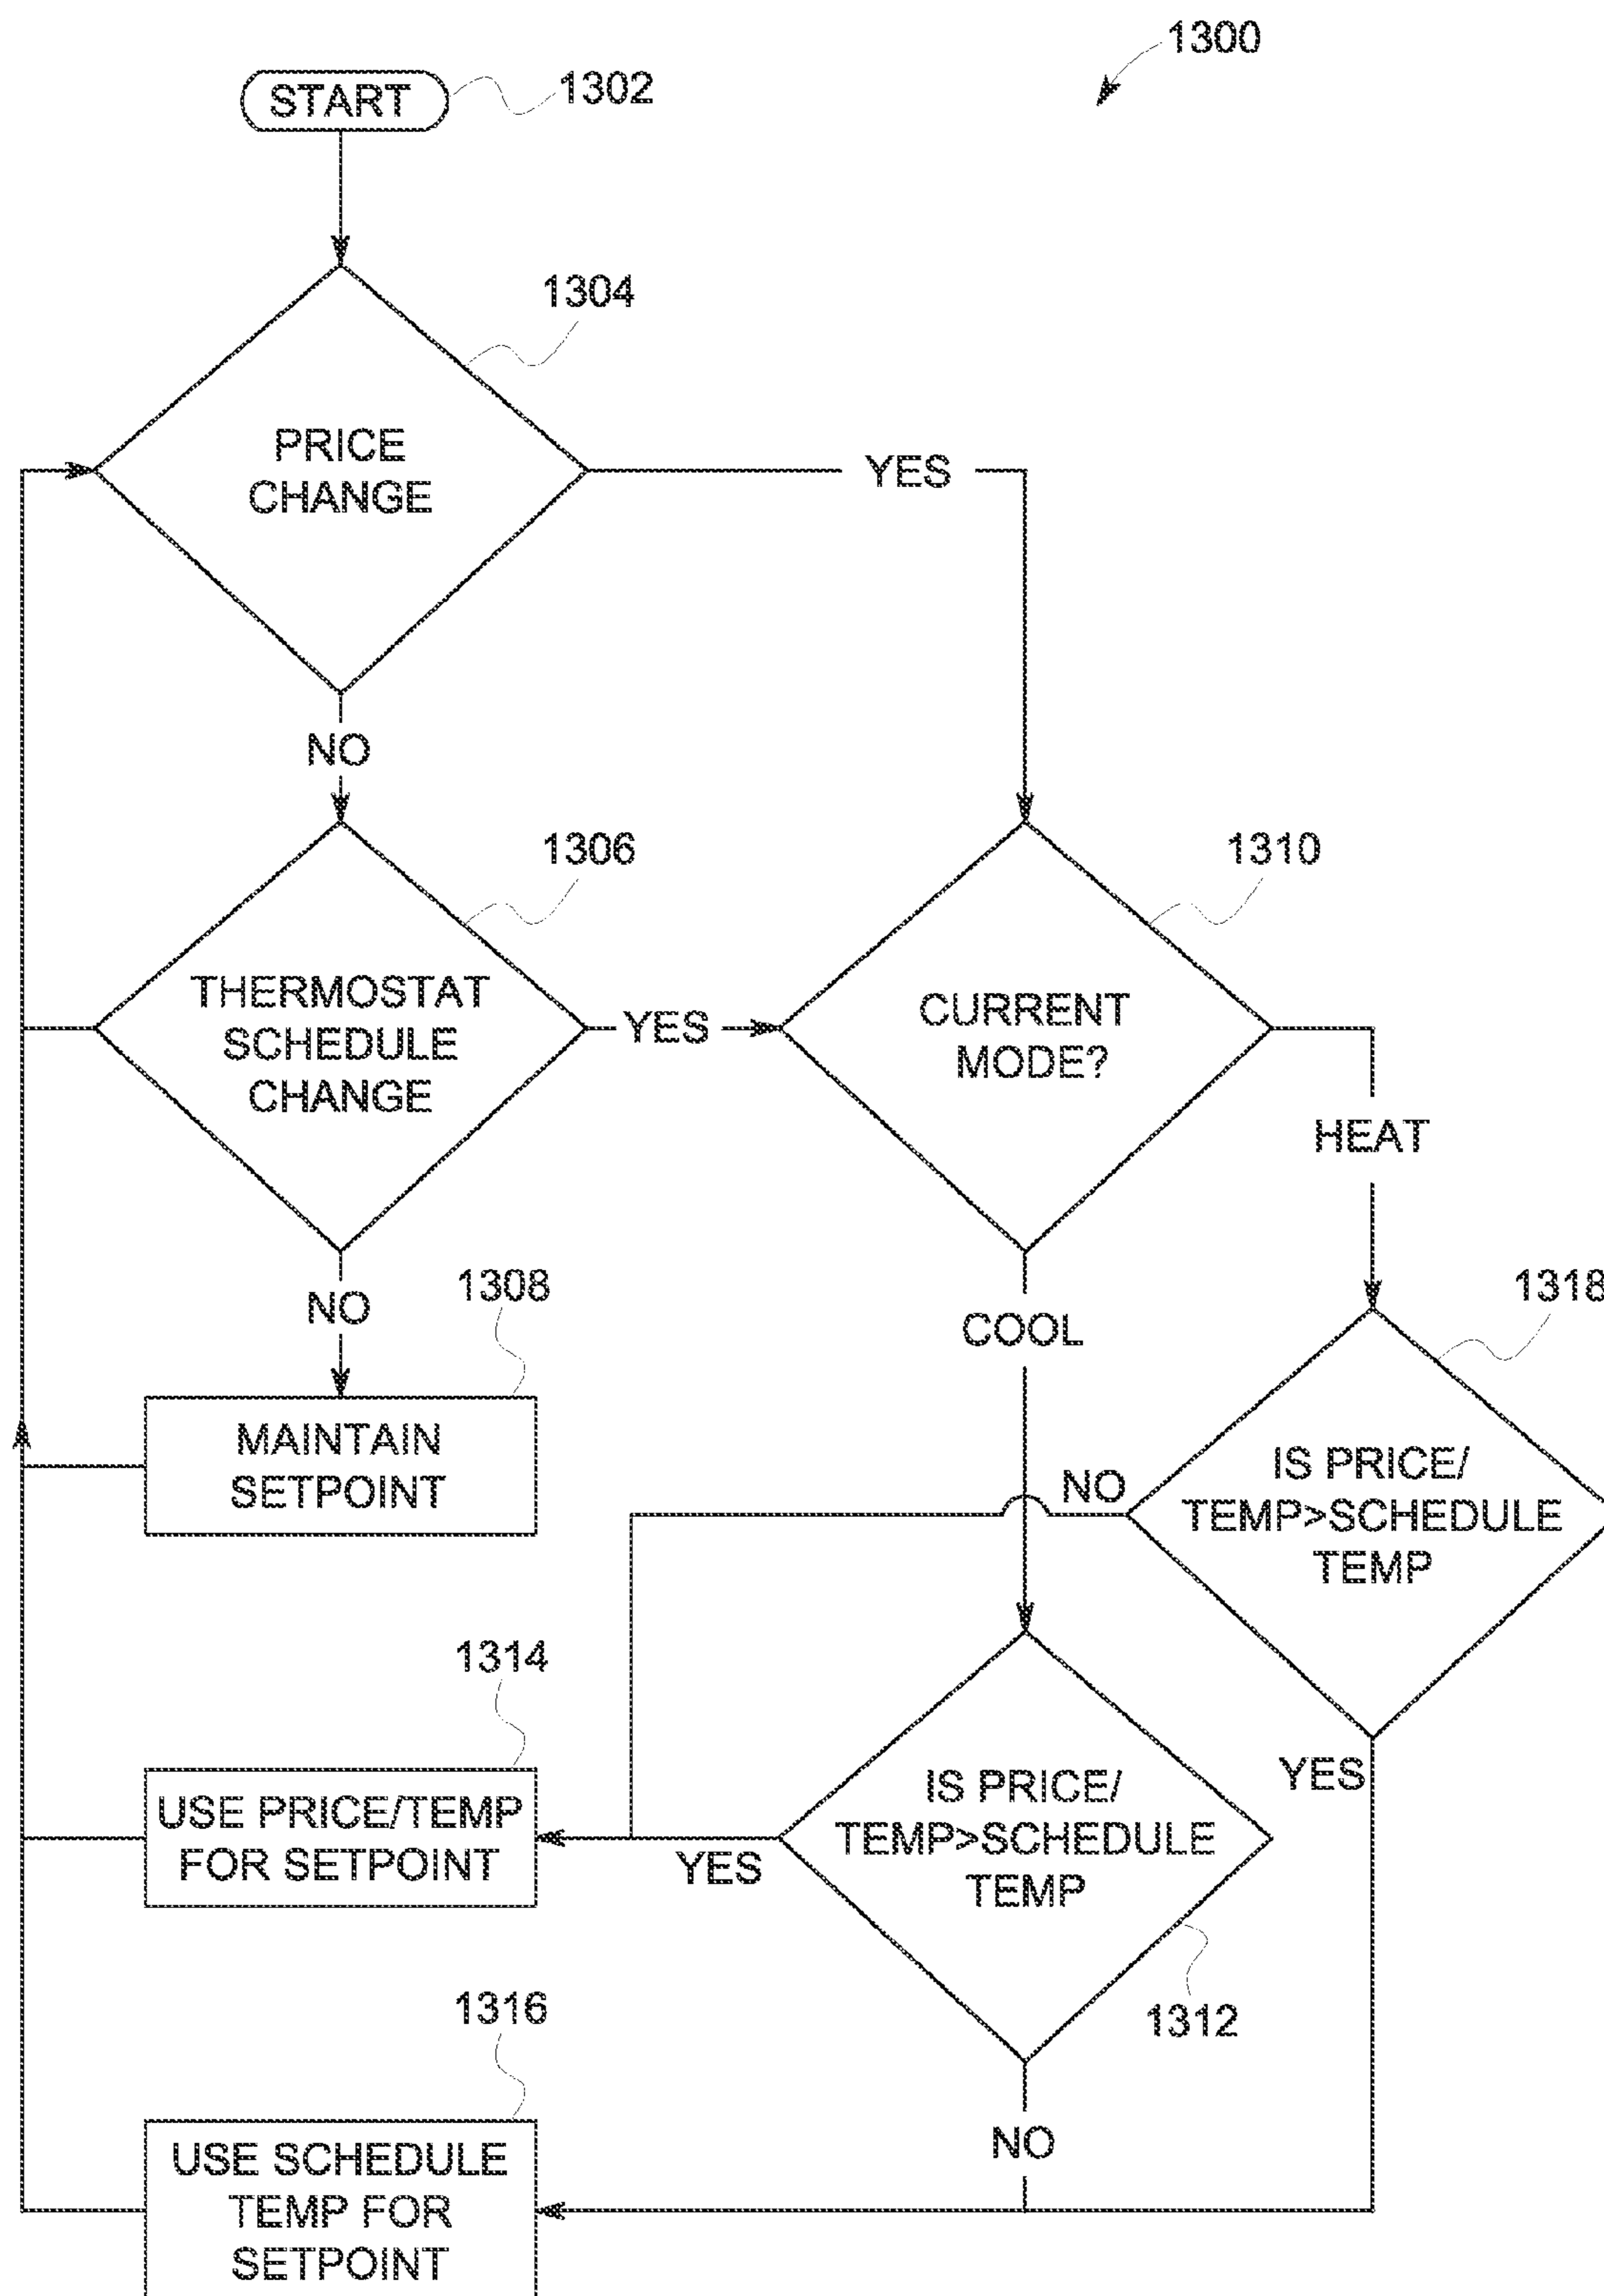 1300
START
1302
1304
PRICE
CHANGE
YES
NO
1306
1310
THERMOSTAT
SCHEDULE
CHANGE
YES
CURRENT
MODE?
HEAT
NO
1308
COOL
1318
MAINTAIN
SETPOINT
NO
IS PRICE/
TEMP>SCHEDULE
TEMP
1314
USE PRICE/TEMP
FOR SETPOINT
YES
IS PRICE/
TEMP>SCHEDULE
TEMP
YES
1312
1316
USE SCHEDULE
TEMP FOR
SETPOINT
NO